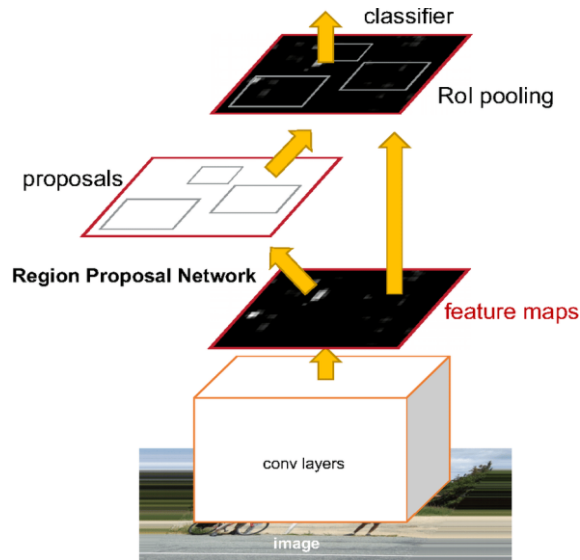 classifier
RoI pooling
proposals
Region Proposal Network
feature maps
conv layers
image